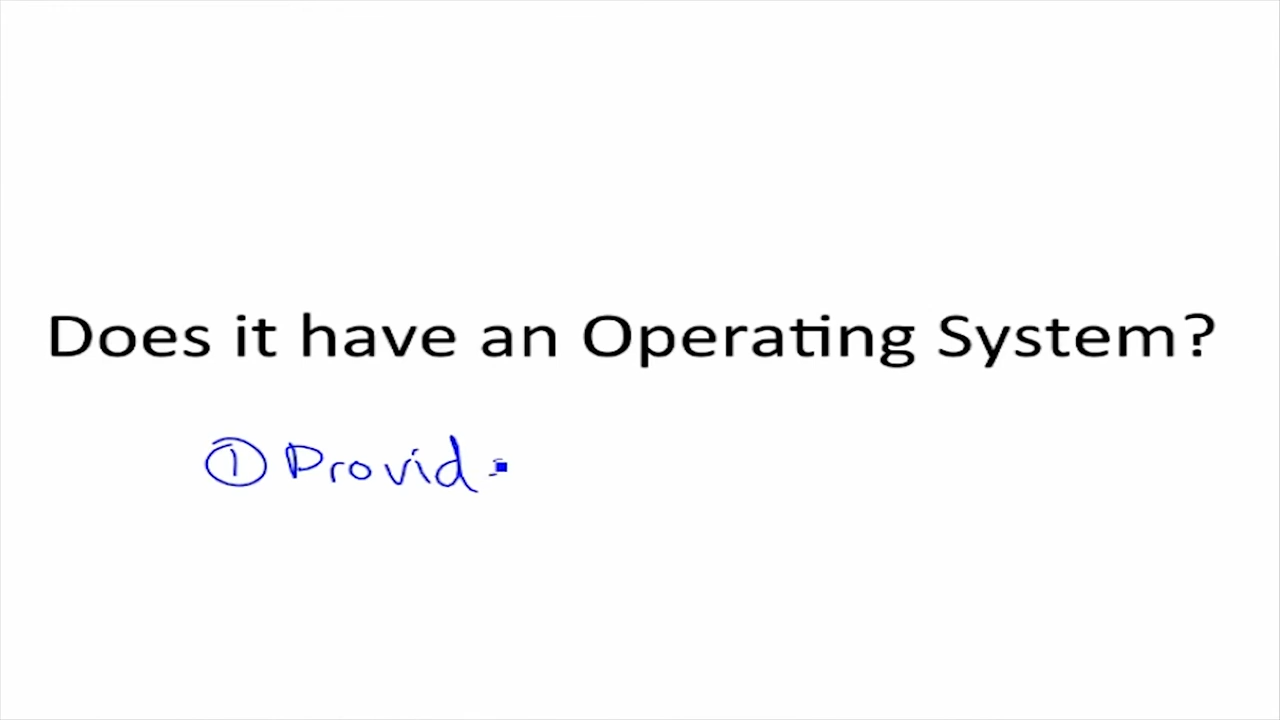 Does it have an Operating System?
① Provid